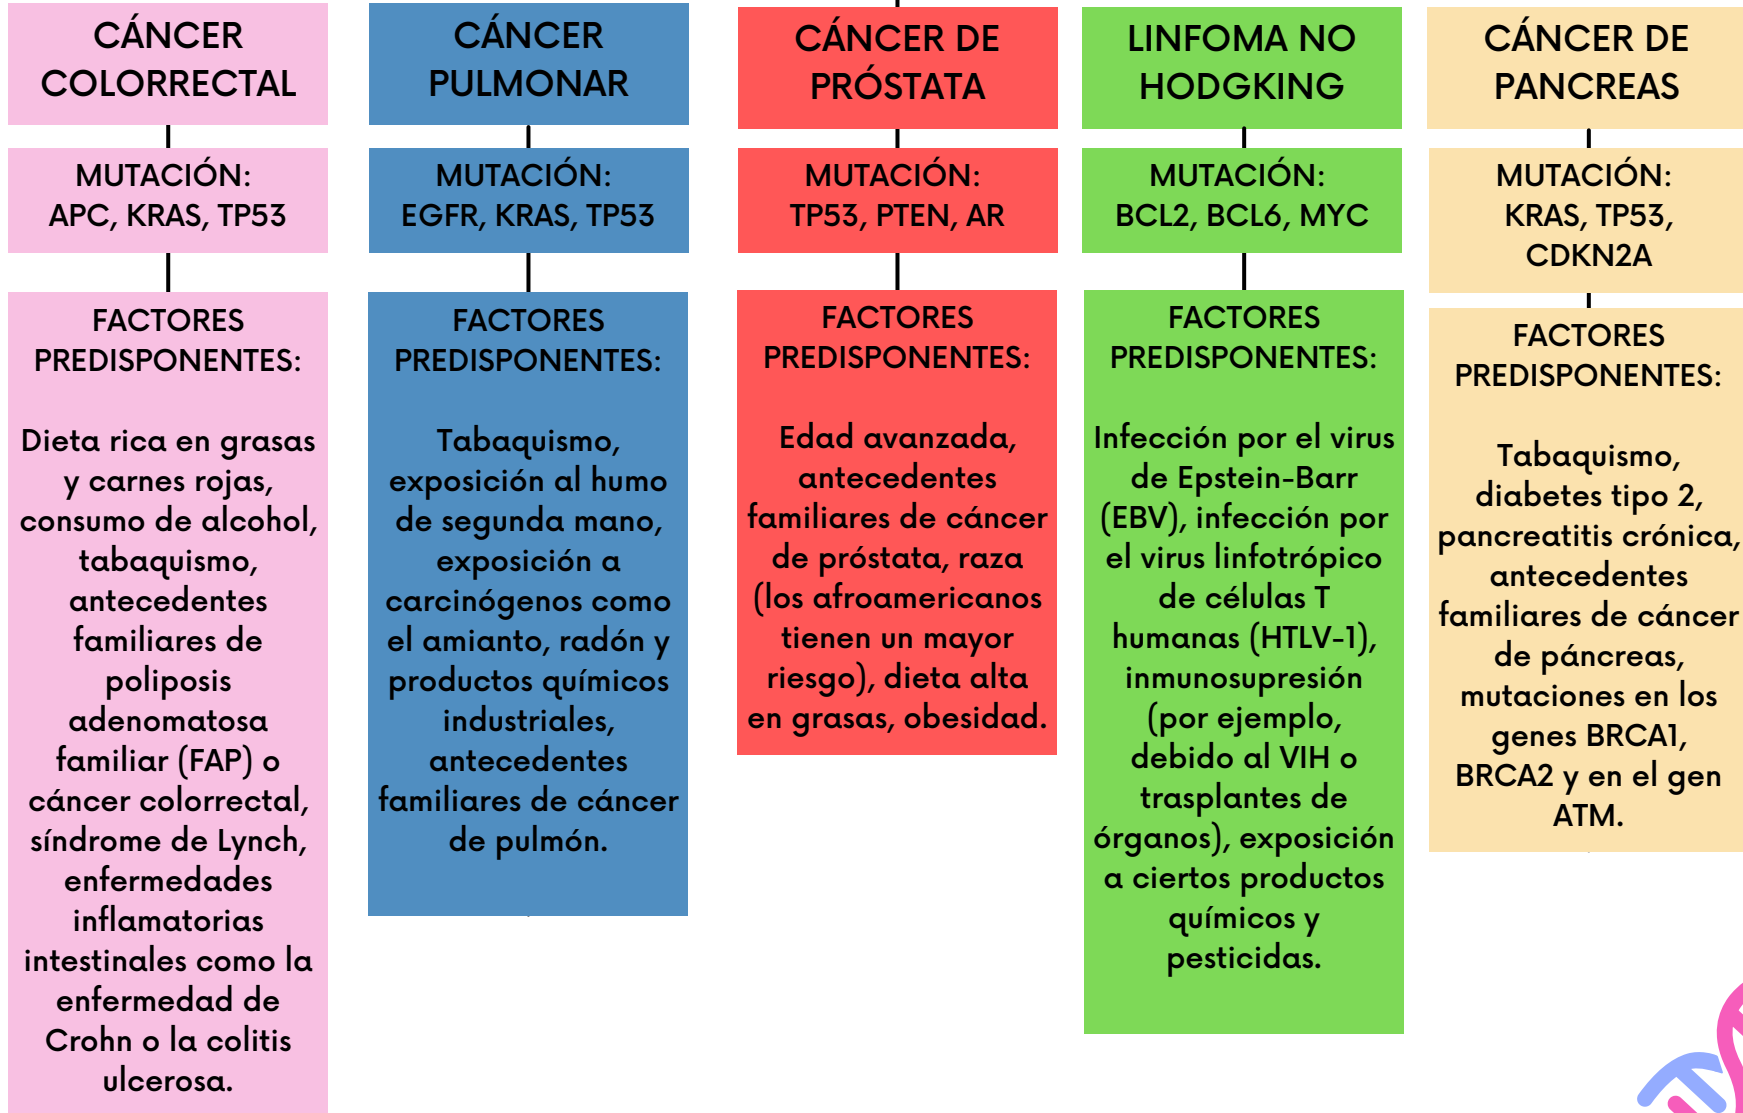 CÁNCER
COLORRECTAL
MUTACIÓN:
APC, KRAS, TP53
FACTORES
PREDISPONENTES:
Dieta rica en grasas
y carnes rojas,
consumo de alcohol,
tabaquismo,
antecedentes
familiares de
poliposis
adenomatosa
familiar (FAP) o
cáncer colorrectal,
síndrome de Lynch,
enfermedades
inflamatorias
intestinales como la
enfermedad de
Crohn o la colitis
ulcerosa.
CÁNCER
PULMONAR
MUTACIÓN:
EGFR, KRAS, TP53
FACTORES
PREDISPONENTES:
Tabaquismo,
exposición al humo
de segunda mano,
exposición a
carcinógenos como
el amianto, radón y
productos químicos
industriales,
antecedentes
familiares de cáncer
de pulmón.
CÁNCER DE
PRÓSTATA
MUTACIÓN:
TP53, PTEN, AR
FACTORES
PREDISPONENTES:
Edad avanzada,
antecedentes
familiares de cáncer
de próstata, raza
(los afroamericanos
tienen un mayor
riesgo), dieta alta
en grasas, obesidad.
LINFOMA NO
HODGKING
MUTACIÓN:
BCL2, BCL6, MYC
FACTORES
PREDISPONENTES:
Infección por el virus
de Epstein-Barr
(EBV), infección por
el virus linfotrópico
de células T
humanas (HTLV-1),
inmunosupresión
(por ejemplo,
debido al VIH o
trasplantes de
órganos), exposición
a ciertos productos
químicos y
pesticidas.
CÁNCER DE
PANCREAS
MUTACIÓN:
KRAS, TP53,
CDKN2A
FACTORES
PREDISPONENTES:
Tabaquismo,
diabetes tipo 2,
pancreatitis crónica,
antecedentes
familiares de cáncer
de páncreas,
mutaciones en los
genes BRCA1,
BRCA2 y en el gen
ATM.